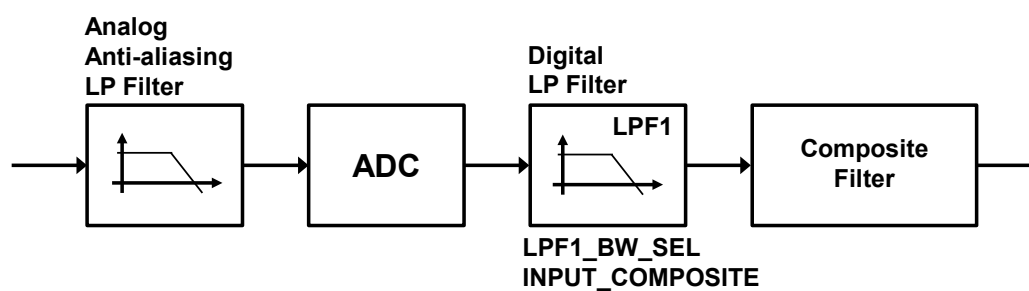 Analog
Anti-aliasing
LP Filter
ADC
Digital
LP Filter
LPF1
LPF1_BW_SEL
INPUT_COMPOSITE
Composite
Filter